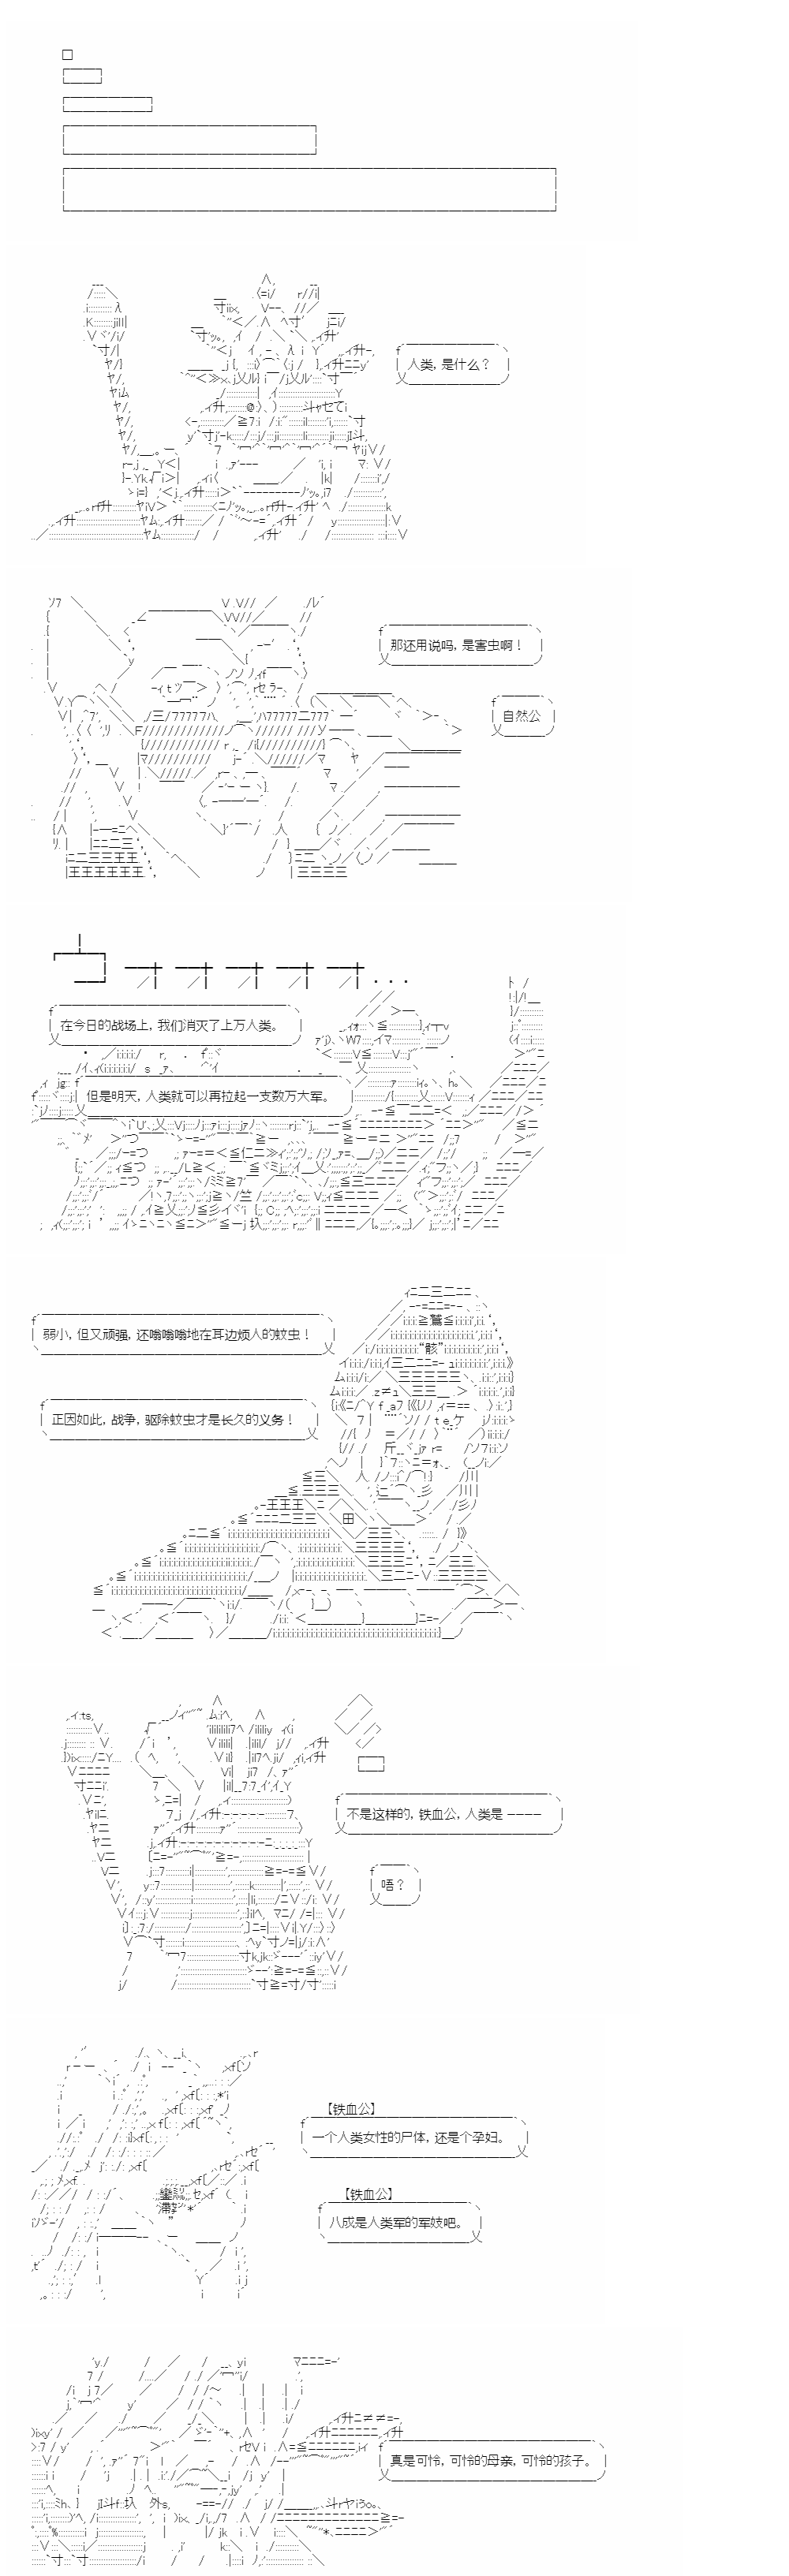 人类，是什么？
那还用说吗，是害虫啊！
自然公
在今日的战场上，我们消灭了上万人类。
但是明天，人类就可以再拉起一支数万大军。
弱小，但又顽强，还嗡嗡嗡地在耳边烦人的蚊虫！
正因如此，战争，驱除蚊虫才是长久的义务！
不是这样的，铁血公，人类是 ————
唔？
【铁血公】
一个人类女性的尸体，还是个孕妇。
【铁血公】
八成是人类军的军妓吧。
真是可怜，可怜的母亲，可怜的孩子。